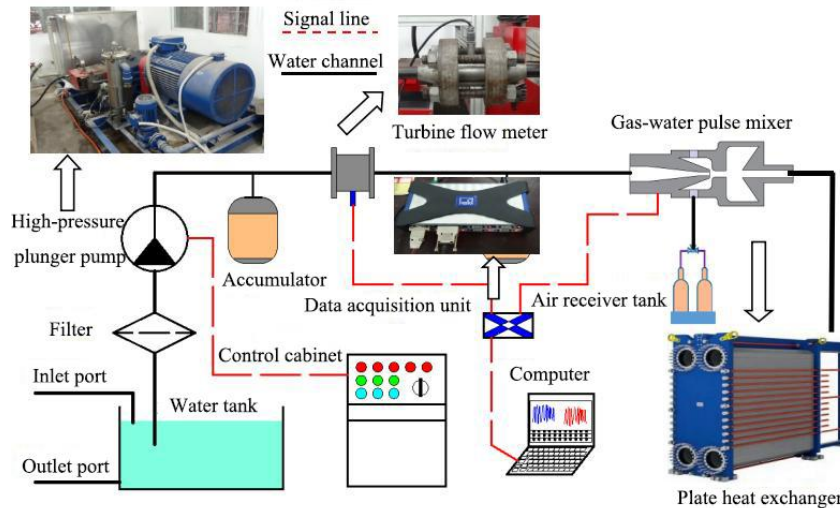 Signal line
Water channel
Turbine flow meter
Gas-water pulse mixer
High-pressure
plunger pump
Accumulator
Data acquisition unit
Air receiver tank
Filter
Control cabinet
Inlet port
Water tank
Computer
Outlet port
Plate heat exchanger